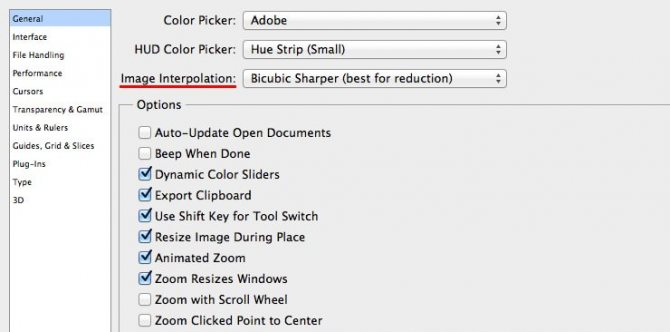 General
Interface
File Handling
Performance
Cursors
Transparency & Gamut
Units & Rulers
Guides, Grid & Slices
Plug-Ins
Type
3D
Color Picker: Adobe
HUD Color Picker: Hue Strip (Small)
Image Interpolation: Bicubic Sharper (best for reduction)
Options
Auto-Update Open Documents
Beep When Done
Dynamic Color Sliders
Export Clipboard
Use Shift Key for Tool Switch
Resize Image During Place
Animated Zoom
Zoom Resizes Windows
Zoom with Scroll Wheel
Zoom Clicked Point to Center